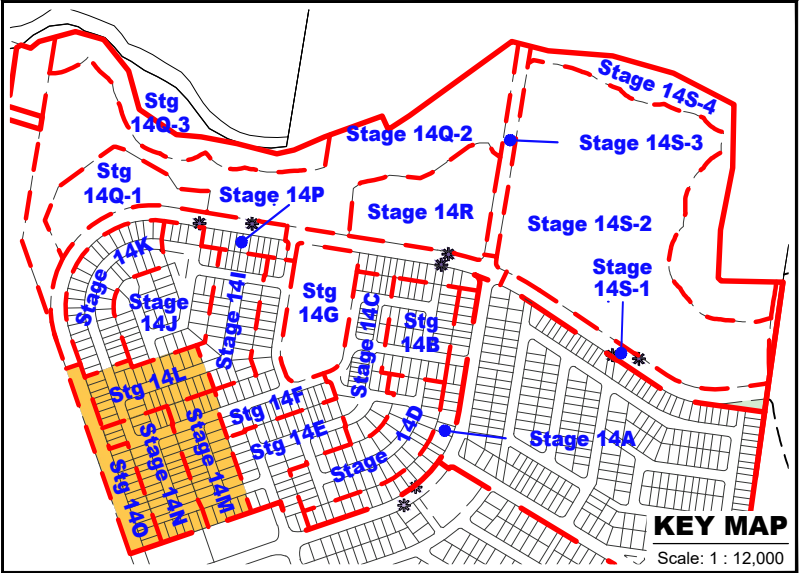 Stage 14S-4
Stg
14Q-3
Stage 14Q-2
Stage 14S-3
Stg
14Q-1
Stage 14P
Stage 14R
Stage 14S-2
Stage 14K
Stage
14S-1
Stage
14J
Stage 14I
Stg
14G
Stage 14C
Stg
14B
Stg 14L
Stg 14F
Stg 14E
Stage 14D
Stage 14A
Stg 14O
Stage 14N
Stage 14M
KEY MAP
Scale: 1 : 12,000